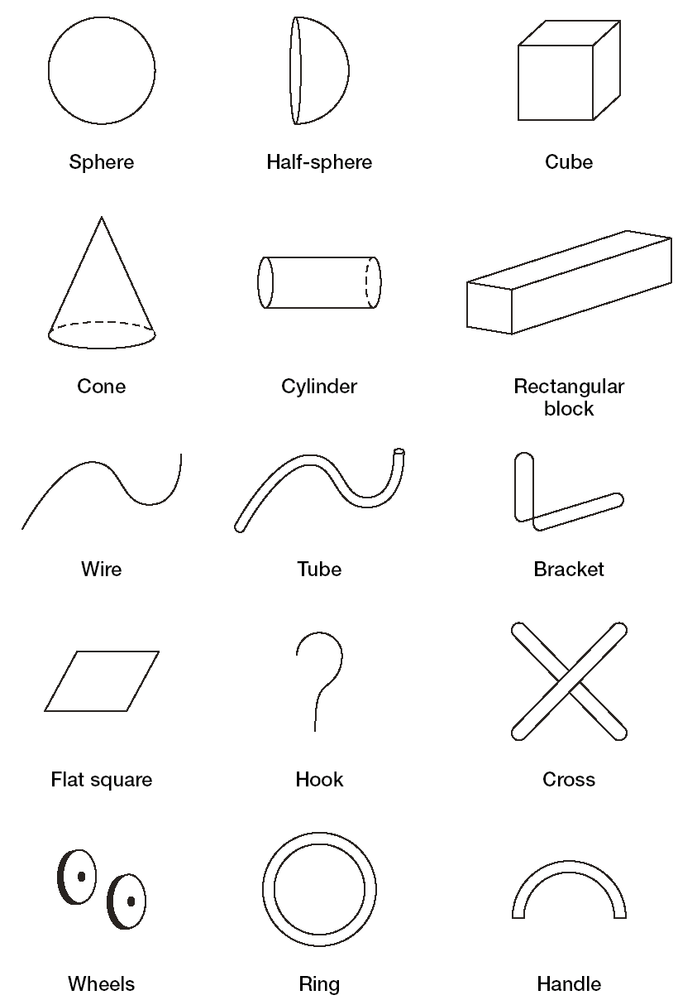 Sphere
Half-sphere
Cube
Cone
Cylinder
Rectangular
block
Wire
Tube
Bracket
Flat square
Hook
Cross
Wheels
Ring
Handle